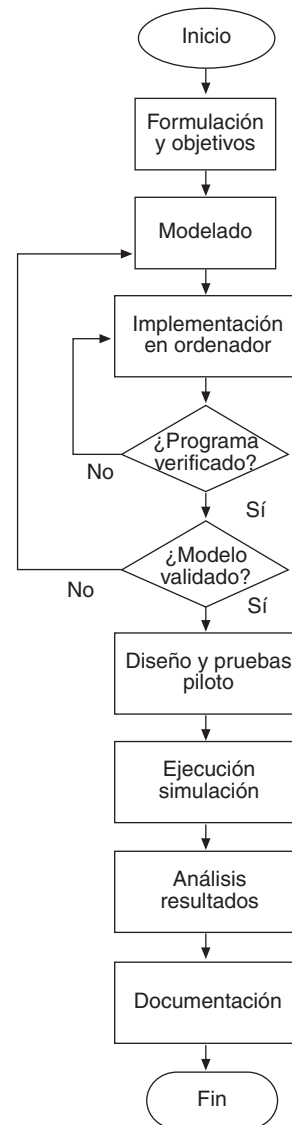 Inicio
Formulación
y objetivos
Modelado
Implementación
en ordenador
¿Programa
verificado?
No
Sí
¿Modelo
validado?
No
Sí
Diseño y pruebas
piloto
Ejecución
simulación
Análisis
resultados
Documentación
Fin